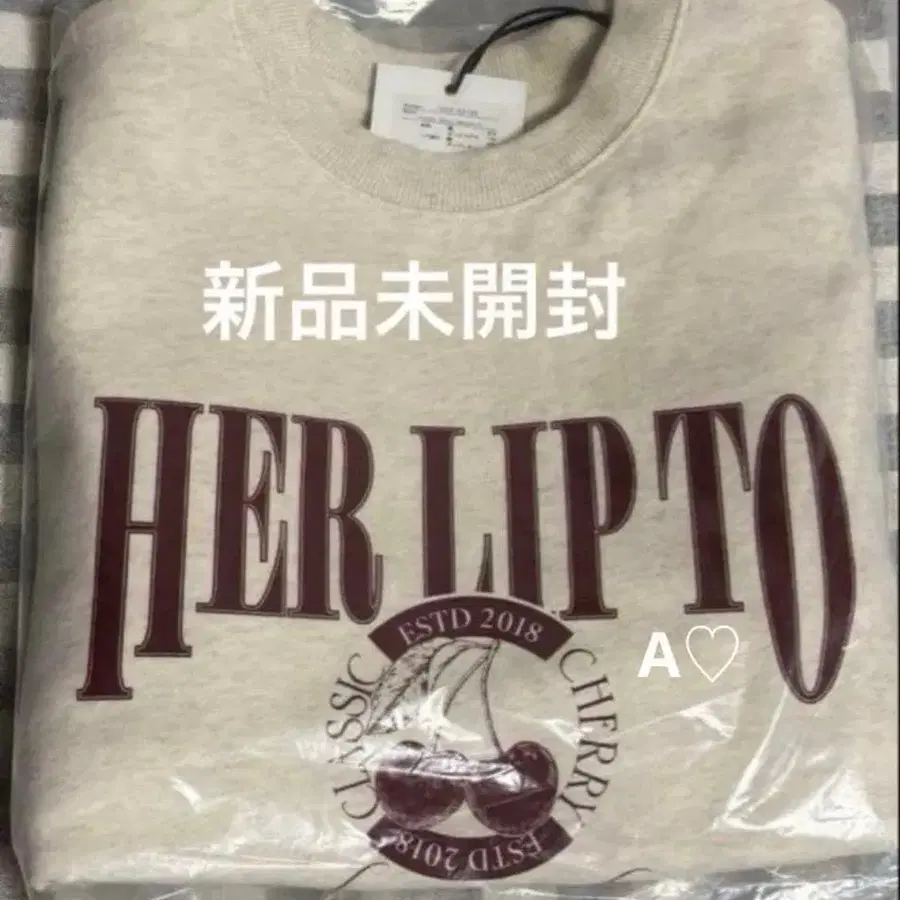 新品未開封
HER LIP TO
ESTD 2018
CLASSIC
CHERRY
ESTD 2018
A♡